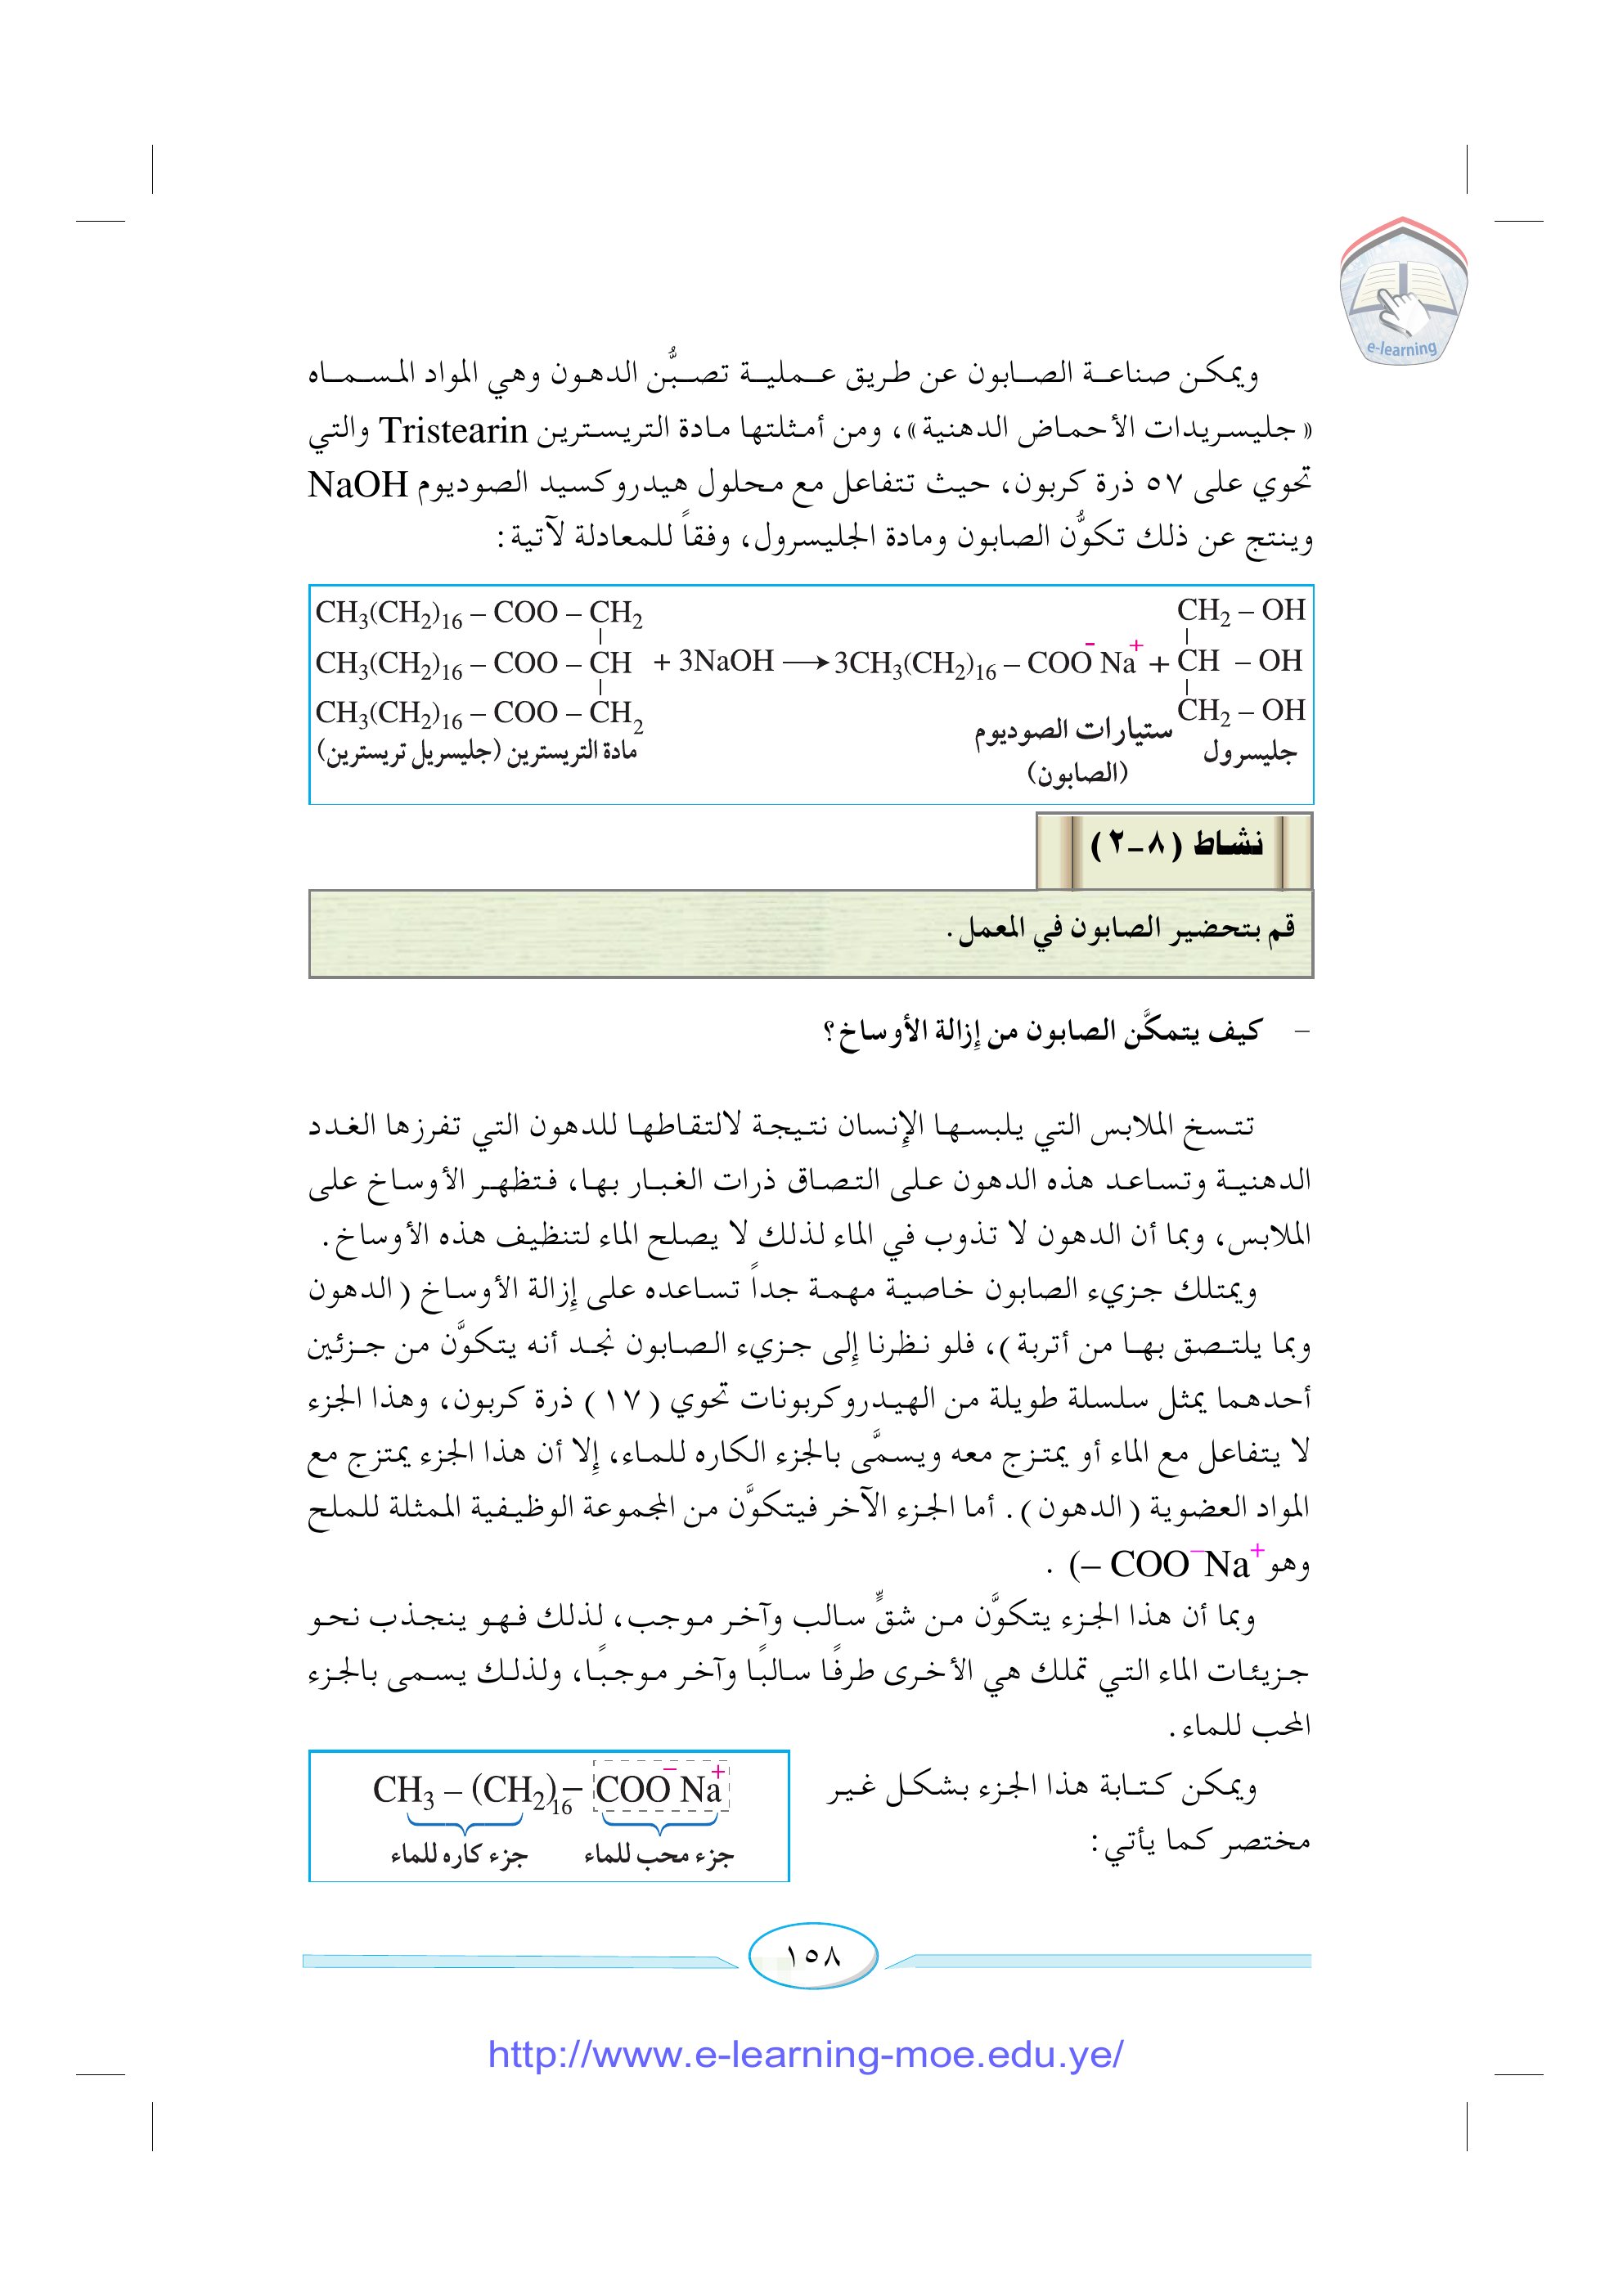 e-learning
ويمكن صناعة الصابون عن طريق عملية تصبُّن الدهون وهي المواد المسماه
«جليسريدات الأحماض الدهنية»، ومن أمثلتها مادة التريسترين Tristearin والتي
تحوي على ٥٧ ذرة كربون، حيث تتفاعل مع محلول هيدروكسيد الصوديوم NaOH
وينتج عن ذلك تكوُّن الصابون ومادة الجليسرول، وفقاً للمعادلة لآتية:
CH₃(CH₂)₁₆ – COO – CH₂ CH₂ – OH
CH₃(CH₂)₁₆ – COO – CH + 3NaOH ⟶ 3CH₃(CH₂)₁₆ – COO⁻ Na⁺ + CH – OH
CH₃(CH₂)₁₆ – COO – CH₂ CH₂ – OH
مادة التريسترين (جليسريل تريسترين) ستيارات الصوديوم جليسرول
(الصابون)
نشاط (٨-٢)
قم بتحضير الصابون في المعمل.
– كيف يتمكَّن الصابون من إزالة الأوساخ؟
تتسخ الملابس التي يلبسها الإنسان نتيجة لالتقاطها للدهون التي تفرزها الغدد
الدهنية وتساعد هذه الدهون على التصاق ذرات الغبار بها، فتظهر الأوساخ على
الملابس، وبما أن الدهون لا تذوب في الماء لذلك لا يصلح الماء لتنظيف هذه الأوساخ.
ويمتلك جزيء الصابون خاصية مهمة جداً تساعده على إزالة الأوساخ (الدهون
وبما يلتصق بها من أتربة)، فلو نظرنا إلى جزيء الصابون نجد أنه يتكوَّن من جزئين
أحدهما يمثل سلسلة طويلة من الهيدروكربونات تحوي (١٧) ذرة كربون، وهذا الجزء
لا يتفاعل مع الماء أو يمتزج معه ويسمَّى بالجزء الكاره للماء، إلا أن هذا الجزء يمتزج مع
المواد العضوية (الدهون). أما الجزء الآخر فيتكوَّن من المجموعة الوظيفية الممثلة للملح
وهو (– COO⁻Na⁺ .
وبما أن هذا الجزء يتكوَّن من شقٍّ سالب وآخر موجب، لذلك فهو ينجذب نحو
جزيئات الماء التي تملك هي الأخرى طرفًا سالبًا وآخر موجبًا، ولذلك يسمى بالجزء
المحب للماء.
ويمكن كتابة هذا الجزء بشكل غير
مختصر كما يأتي:
CH₃ – (CH₂)₁₆ – COO⁻ Na⁺
جزء محب للماء جزء كاره للماء
١٥٨
http://www.e-learning-moe.edu.ye/